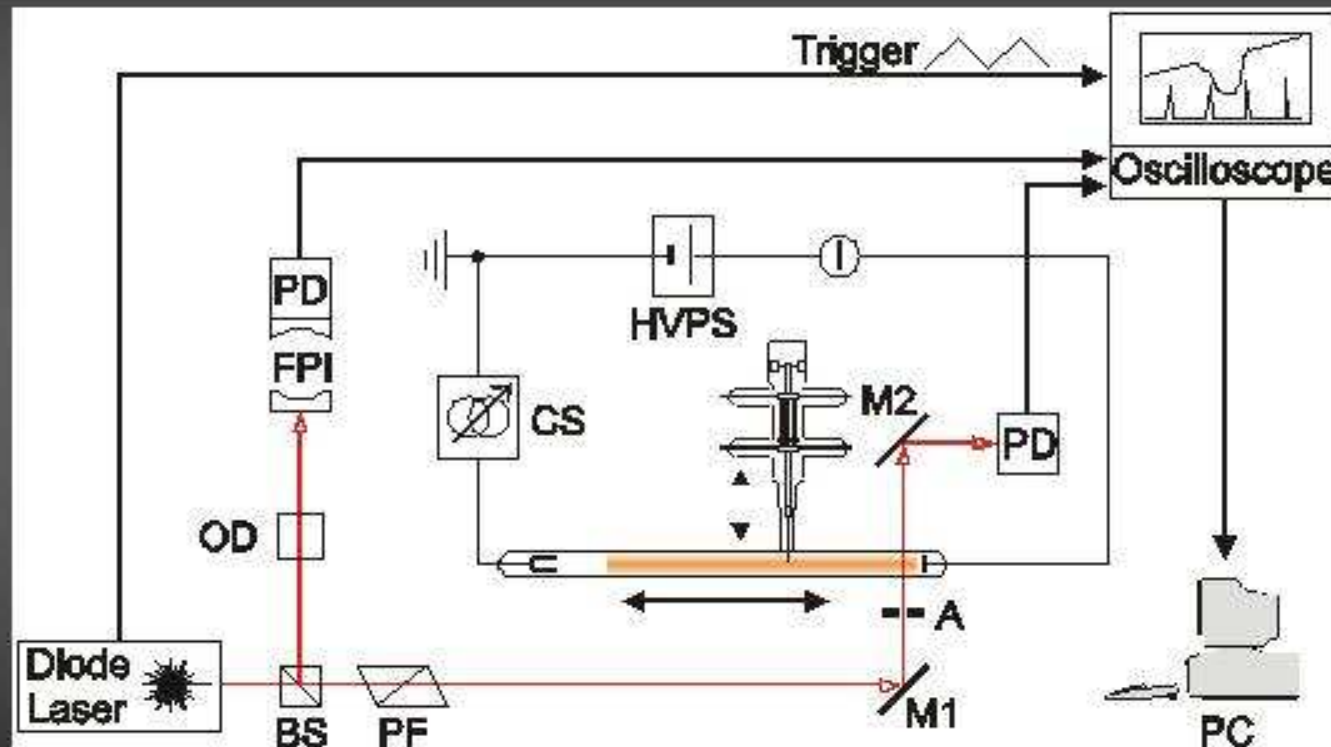 Trigger
Oscilloscope
PD
FPI
HVPS
I
CS
M2
PD
OD
A
Diode
Laser
BS
PF
M1
PC